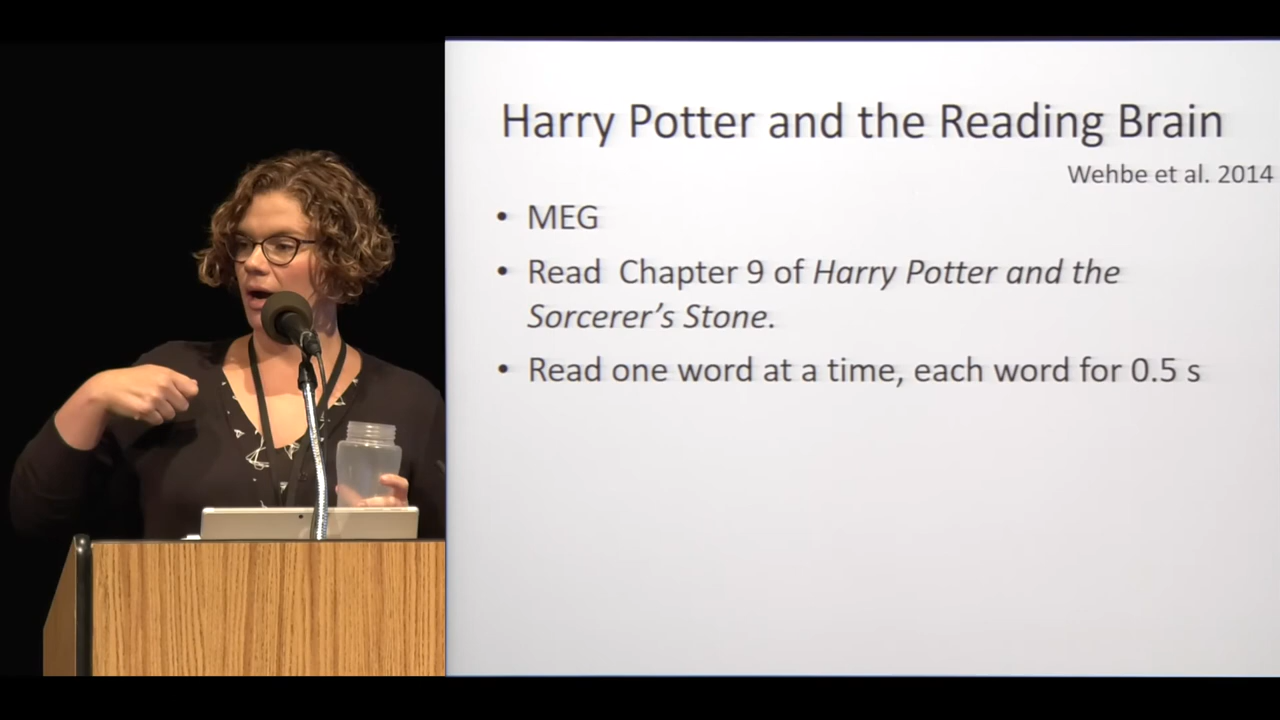 Harry Potter and the Reading Brain
Wehbe et al. 2014
• MEG
• Read  Chapter 9 of Harry Potter and the
Sorcerer’s Stone.
• Read one word at a time, each word for 0.5 s